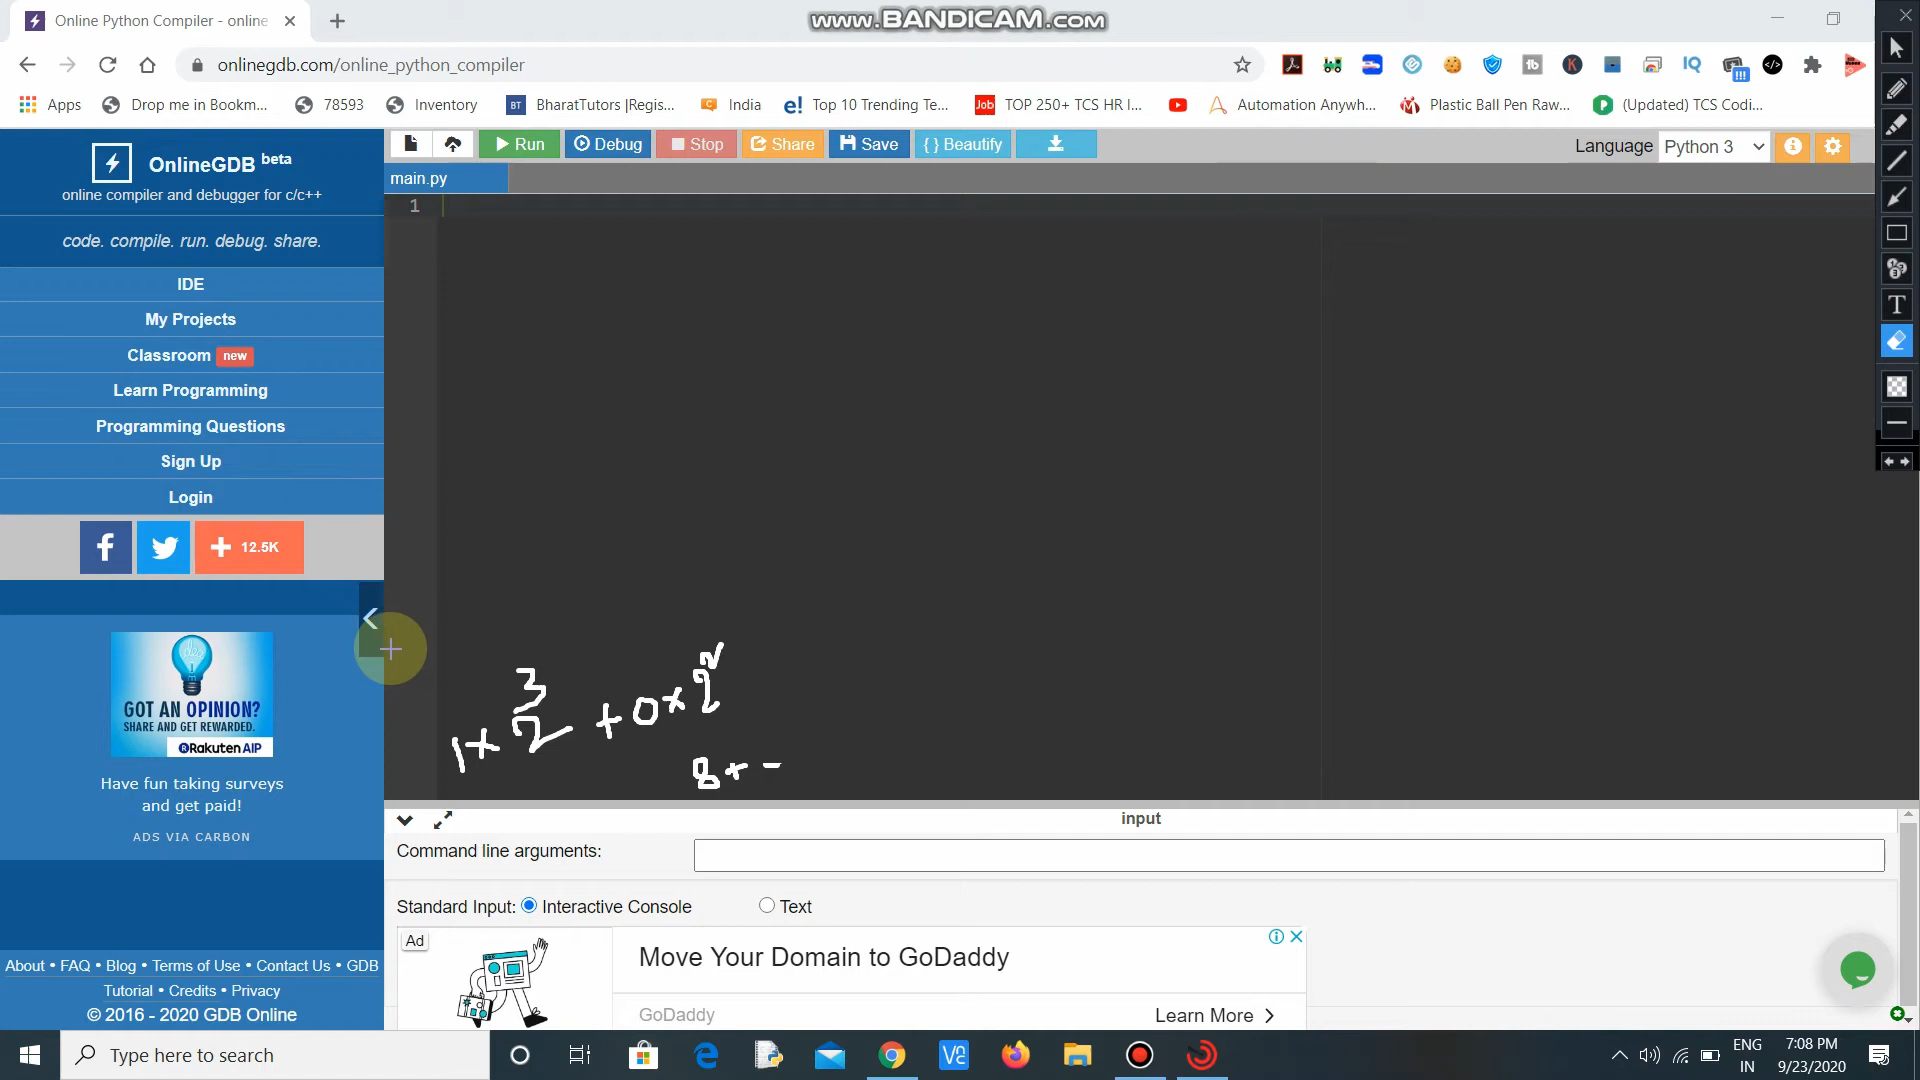 Online Python Compiler - online
www.BANDICAM.com
onlinegdb.com/online_python_compiler
Apps Drop me in Bookm... 78593 Inventory BharatTutors |Regis... India Top 10 Trending Te... TOP 250+ TCS HR I... Automation Anywh... Plastic Ball Pen Raw... (Updated) TCS Codi...
OnlineGDB beta
online compiler and debugger for c/c++
code. compile. run. debug. share.
IDE
My Projects
Classroom new
Learn Programming
Programming Questions
Sign Up
Login
12.5K
GOT AN OPINION?
SHARE AND GET REWARDED.
Rakuten AIP
Have fun taking surveys
and get paid!
ADS VIA CARBON
About • FAQ • Blog • Terms of Use • Contact Us • GDB
Tutorial • Credits • Privacy
© 2016 - 2020 GDB Online
Run Debug Stop Share Save { } Beautify
Language Python 3
main.py
1
1 x 2³ + 0 x 2²
8 + -
input
Command line arguments:
Standard Input: Interactive Console Text
Ad
Move Your Domain to GoDaddy
GoDaddy
Learn More
Type here to search
ENG
IN
7:08 PM
9/23/2020